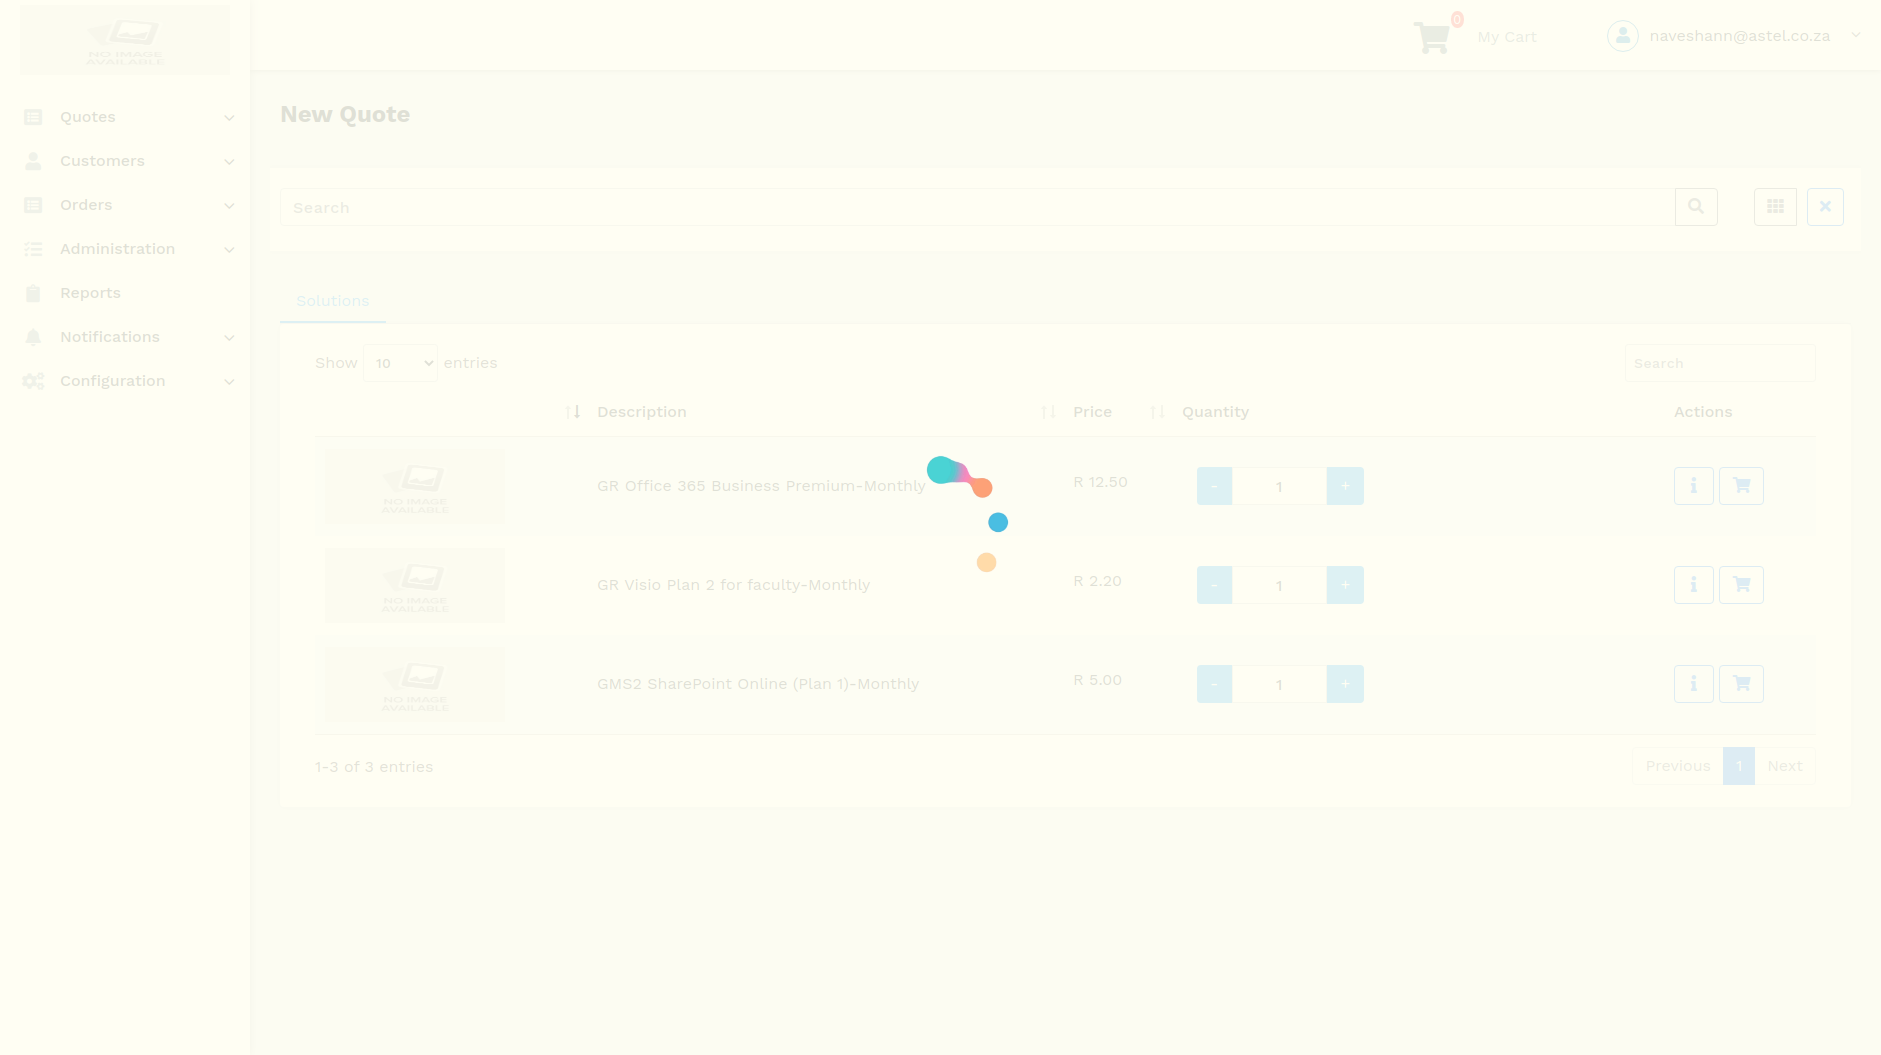 NO IMAGE
AVAILABLE
0
My Cart
naveshann@astel.co.za
Quotes
Customers
Orders
Administration
Reports
Notifications
Configuration
New Quote
Search
Solutions
Show 10 entries
Search
Description Price Quantity Actions
NO IMAGE
AVAILABLE
GR Office 365 Business Premium-Monthly R 12.50 - 1 +
NO IMAGE
AVAILABLE
GR Visio Plan 2 for faculty-Monthly R 2.20 - 1 +
NO IMAGE
AVAILABLE
GMS2 SharePoint Online (Plan 1)-Monthly R 5.00 - 1 +
1-3 of 3 entries
Previous 1 Next